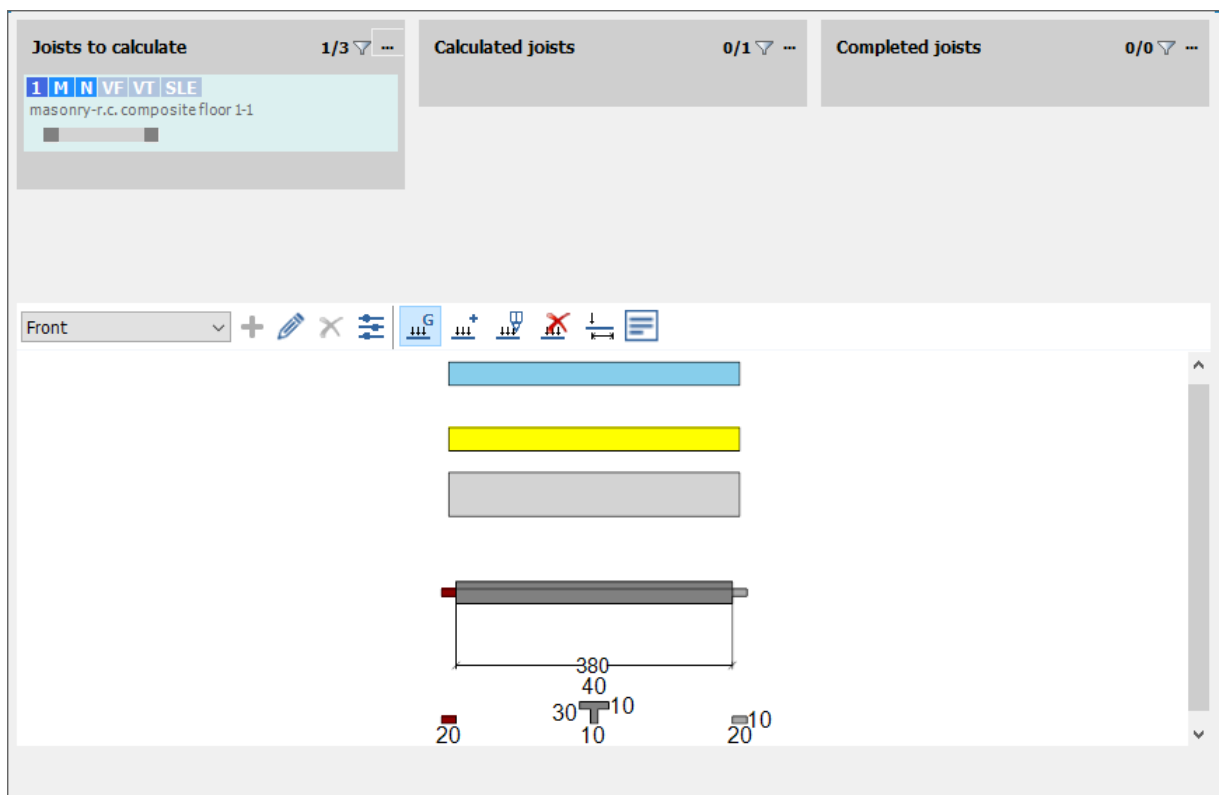 Joists to calculate 1/3 ...
Calculated joists 0/1 ...
Completed joists 0/0 ...
1 M N VF VT SLE
masonry-r.c. composite floor 1-1
Front
G
380
40
30 10
10
20
10
20